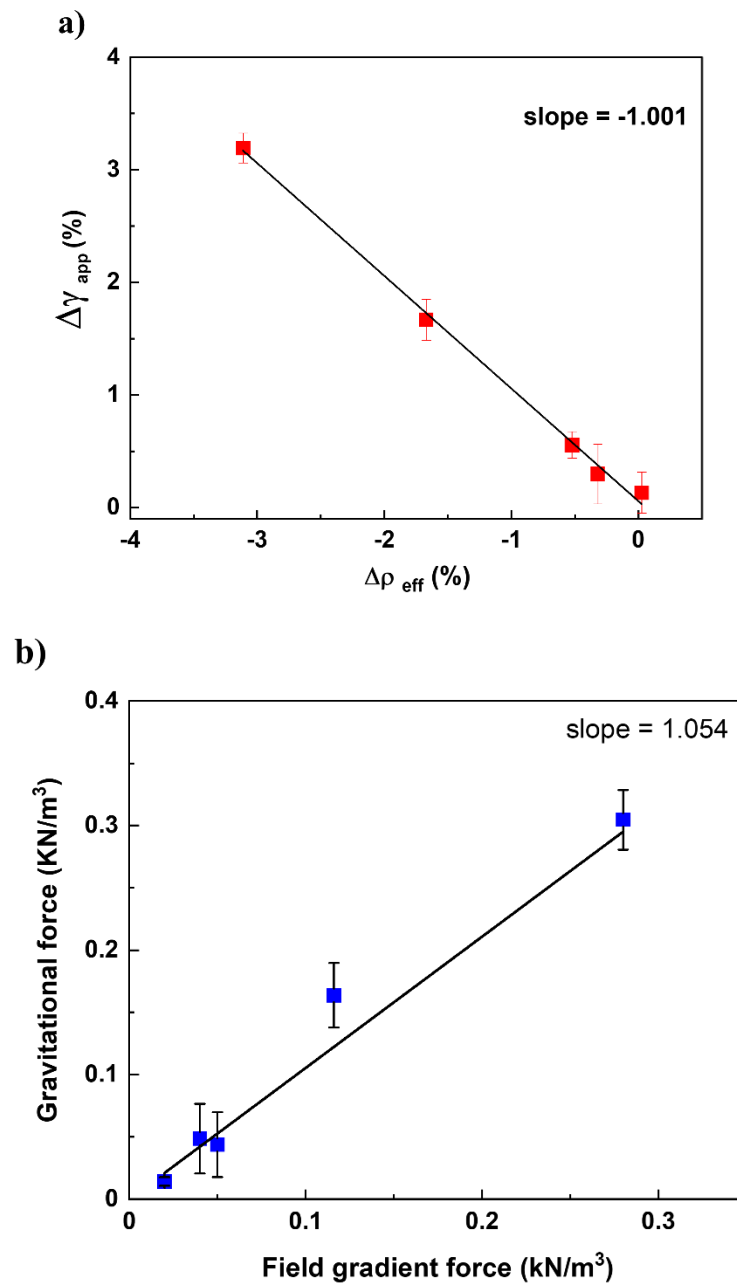 a)
4
slope = -1.001
3
2
1
0
Δγ app (%)
-4 -3 -2 -1 0
Δρ eff (%)
b)
0.4
slope = 1.054
0.3
0.2
0.1
0
Gravitational force (KN/m³)
0 0.1 0.2 0.3
Field gradient force (kN/m³)